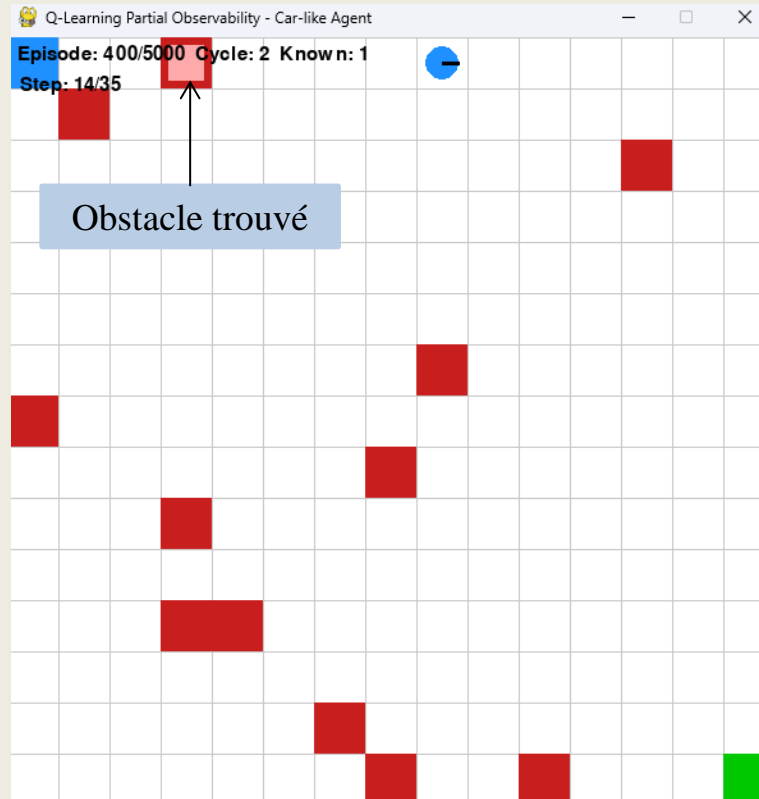 Q-Learning Partial Observability - Car-like Agent
Episode: 400/5000 Cycle: 2 Known: 1
Step: 14/35
Obstacle trouvé